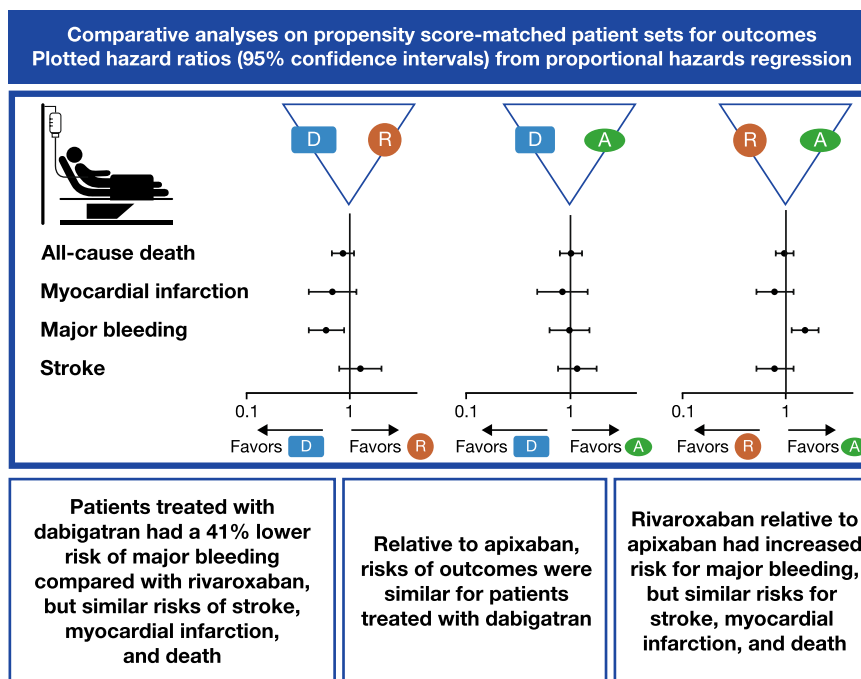 Comparative analyses on propensity score-matched patient sets for outcomes
Plotted hazard ratios (95% confidence intervals) from proportional hazards regression
D R
D A
R A
All-cause death
Myocardial infarction
Major bleeding
Stroke
0.1 1
0.1 1
0.1 1
Favors D Favors R
Favors D Favors A
Favors R Favors A
Patients treated with
dabigatran had a 41% lower
risk of major bleeding
compared with rivaroxaban,
but similar risks of stroke,
myocardial infarction,
and death
Relative to apixaban,
risks of outcomes were
similar for patients
treated with dabigatran
Rivaroxaban relative to
apixaban had increased
risk for major bleeding,
but similar risks for
stroke, myocardial
infarction, and death